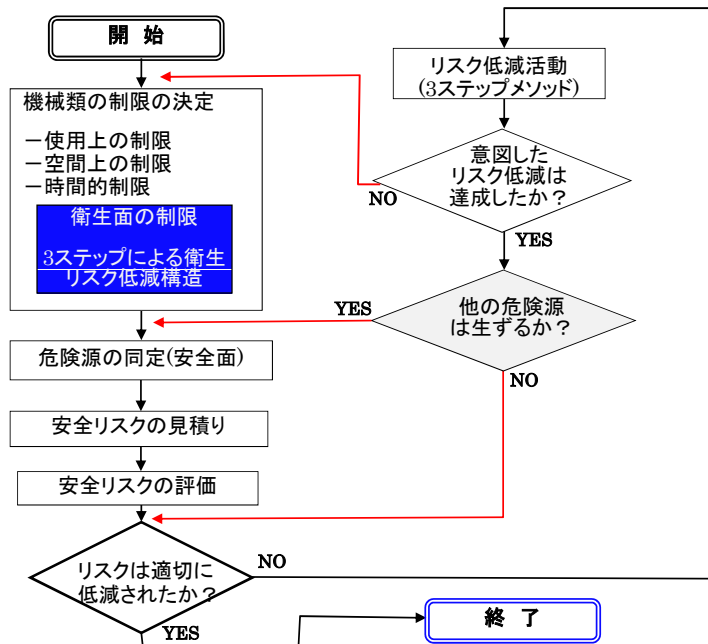 開 始
機械類の制限の決定
－使用上の制限
－空間上の制限
－時間的制限
衛生面の制限
3ステップによる衛生
リスク低減構造
危険源の同定(安全面)
安全リスクの見積り
安全リスクの評価
リスクは適切に
低減されたか？
NO
YES
リスク低減活動
(3ステップメソッド)
意図した
リスク低減は
達成したか？
NO
YES
他の危険源
は生ずるか？
YES
NO
終 了